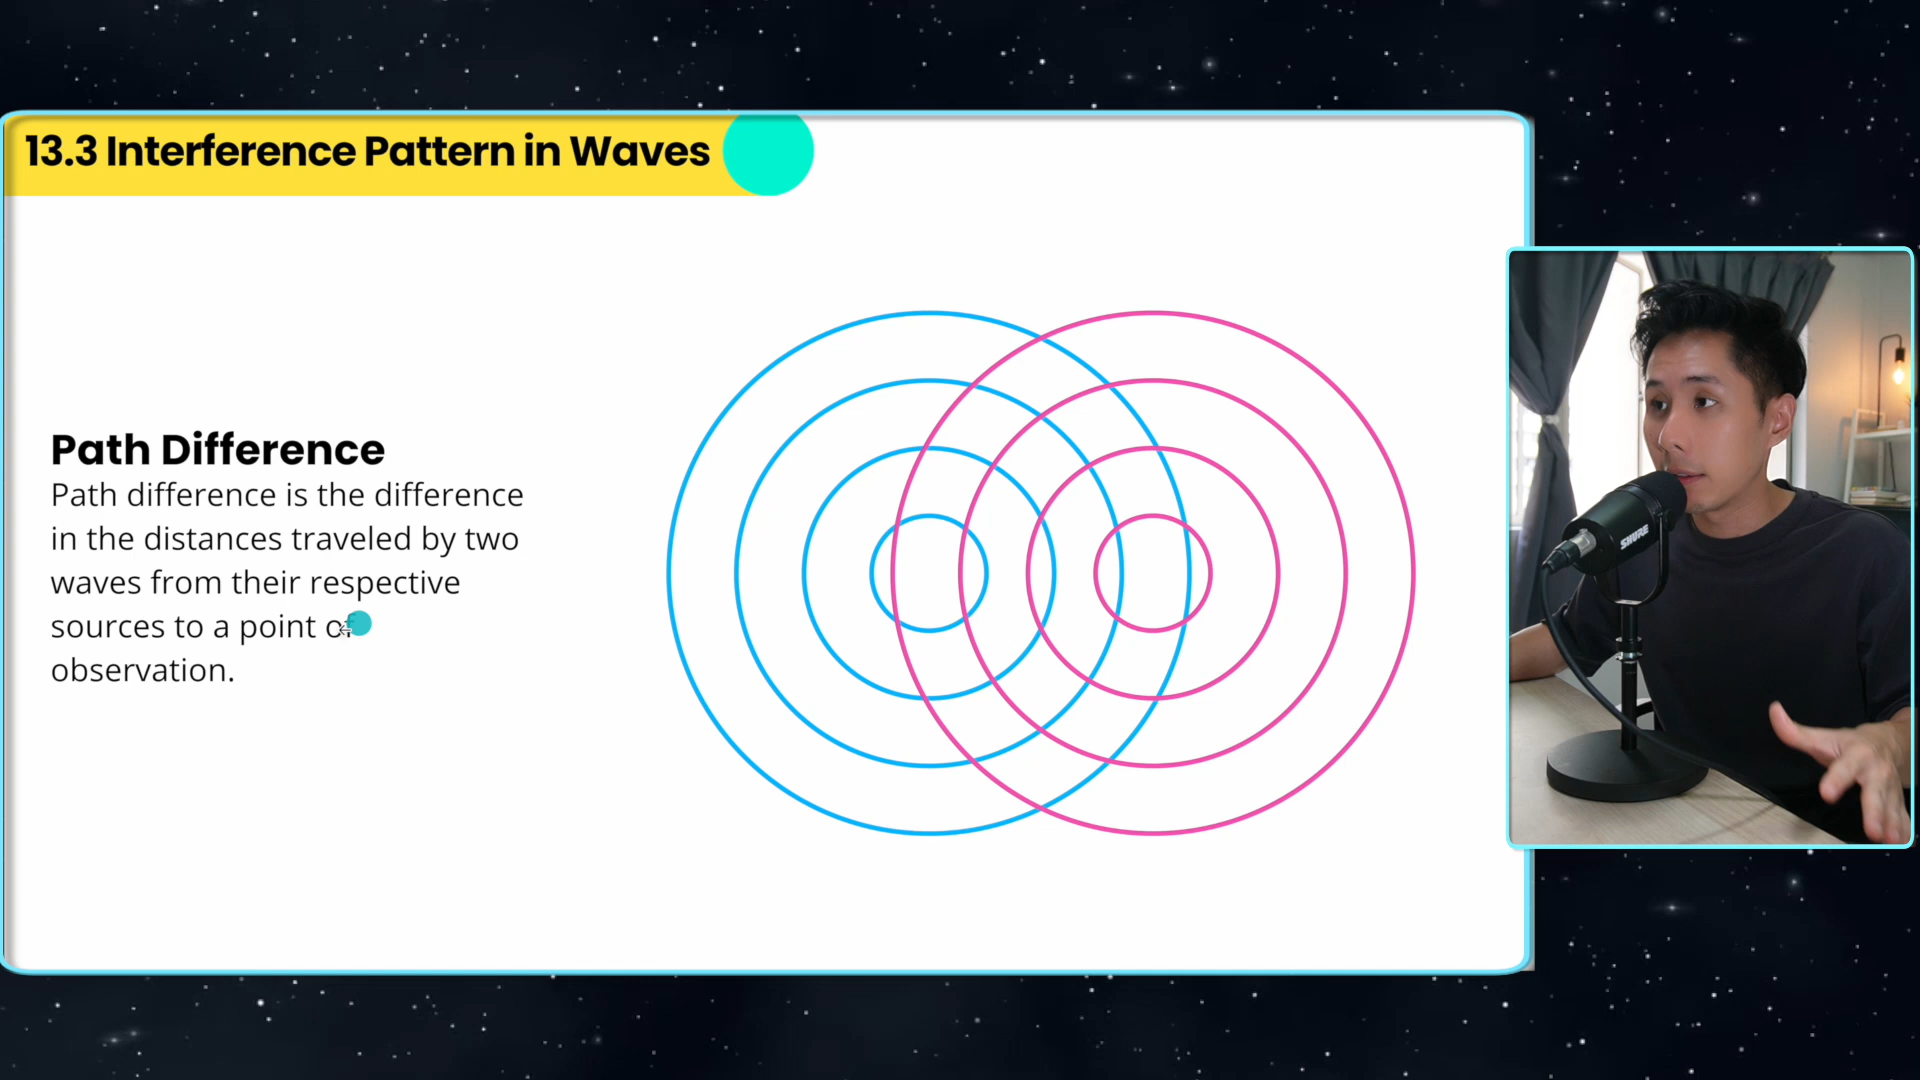 13.3 Interference Pattern in Waves
Path Difference
Path difference is the difference
in the distances traveled by two
waves from their respective
sources to a point of
observation.
SHURE